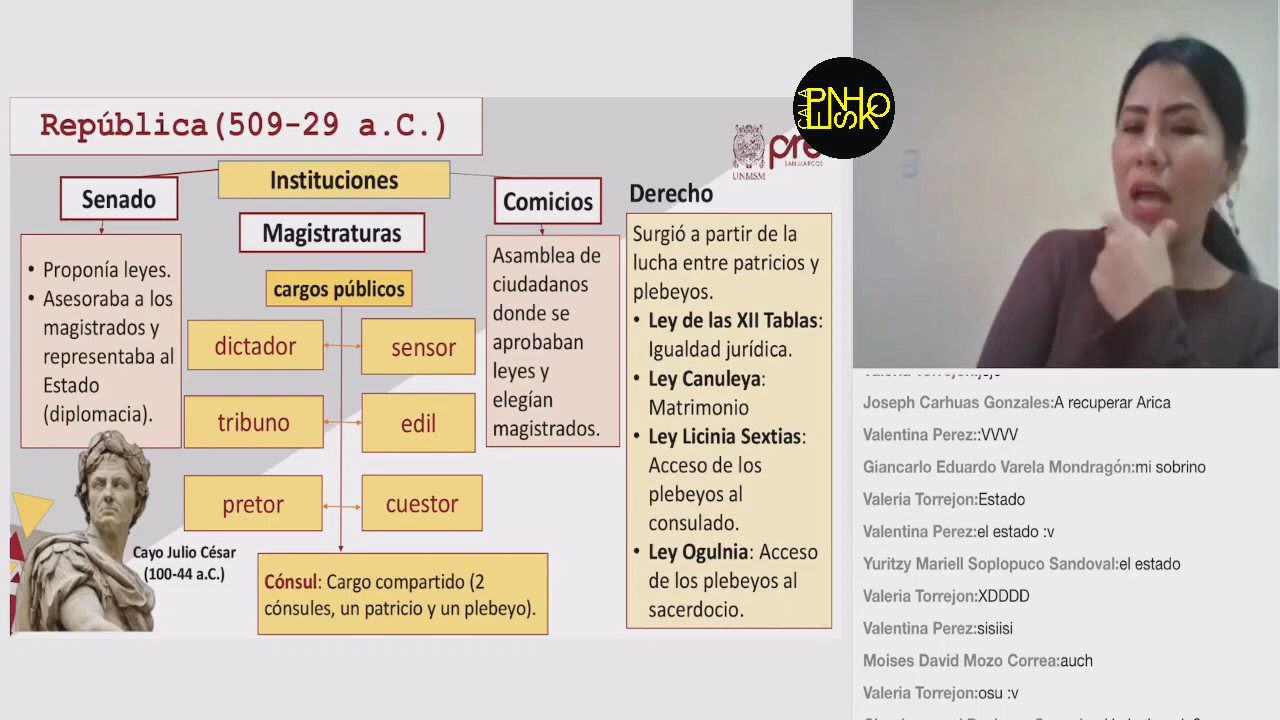 República(509-29 a.C.)
UNMSM
SAN MARCOS
Instituciones
Senado
Proponía leyes.
Asesoraba a los
magistrados y
representaba al
Estado
(diplomacia).
Magistraturas
cargos públicos
dictador
sensor
tribuno
edil
pretor
cuestor
Cónsul: Cargo compartido (2
cónsules, un patricio y un plebeyo).
Cayo Julio César
(100-44 a.C.)
Comicios
Asamblea de
ciudadanos
donde se
aprobaban
leyes y
elegían
magistrados.
Derecho
Surgió a partir de la
lucha entre patricios y
plebeyos.
• Ley de las XII Tablas:
Igualdad jurídica.
• Ley Canuleya:
Matrimonio
• Ley Licinia Sextias:
Acceso de los
plebeyos al
consulado.
• Ley Ogulnia: Acceso
de los plebeyos al
sacerdocio.
Joseph Carhuas Gonzales:A recuperar Arica
Valentina Perez::VVVV
Giancarlo Eduardo Varela Mondragón:mi sobrino
Valeria Torrejon:Estado
Valentina Perez:el estado :v
Yuritzy Mariell Soplopuco Sandoval:el estado
Valeria Torrejon:XDDDD
Valentina Perez:sisiisi
Moises David Mozo Correa:auch
Valeria Torrejon:osu :v